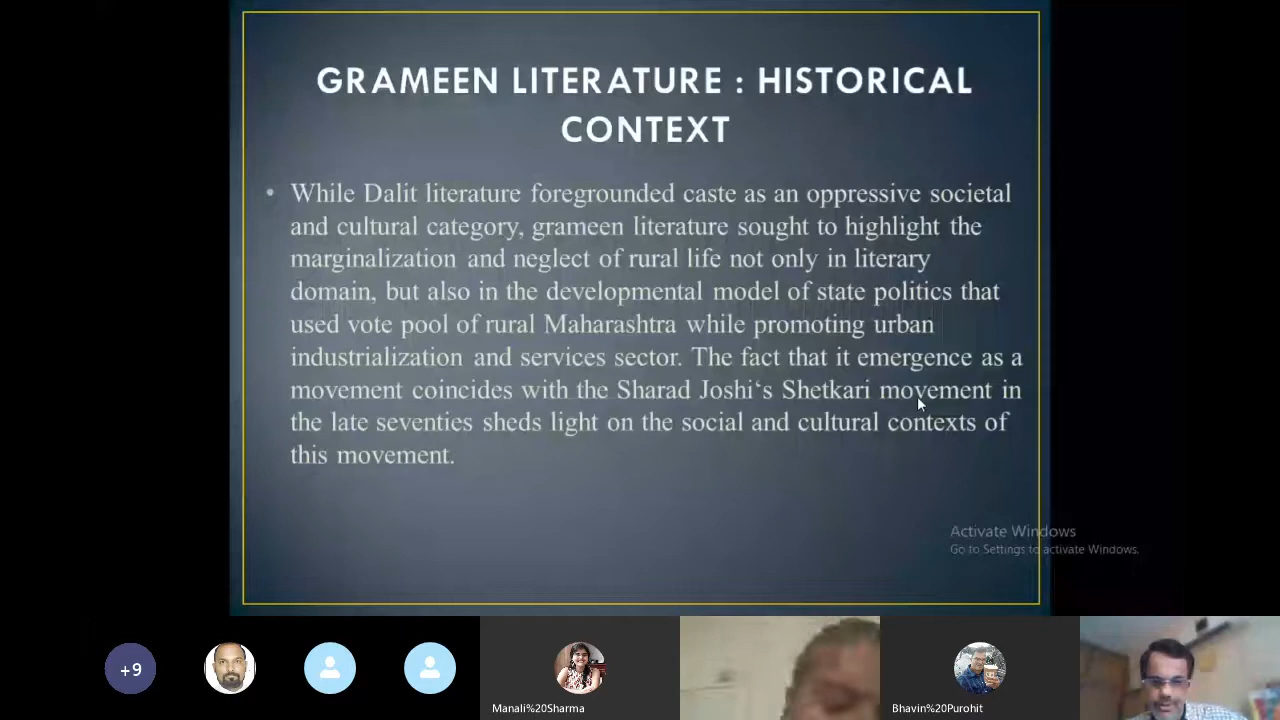 GRAMEEN LITERATURE : HISTORICAL
CONTEXT
• While Dalit literature foregrounded caste as an oppressive societal
and cultural category, grameen literature sought to highlight the
marginalization and neglect of rural life not only in literary
domain, but also in the developmental model of state politics that
used vote pool of rural Maharashtra while promoting urban
industrialization and services sector. The fact that it emergence as a
movement coincides with the Sharad Joshi‘s Shetkari movement in
the late seventies sheds light on the social and cultural contexts of
this movement.
Activate Windows
Go to Settings to activate Windows.
+9
Manali%20Sharma
Bhavin%20Purohit